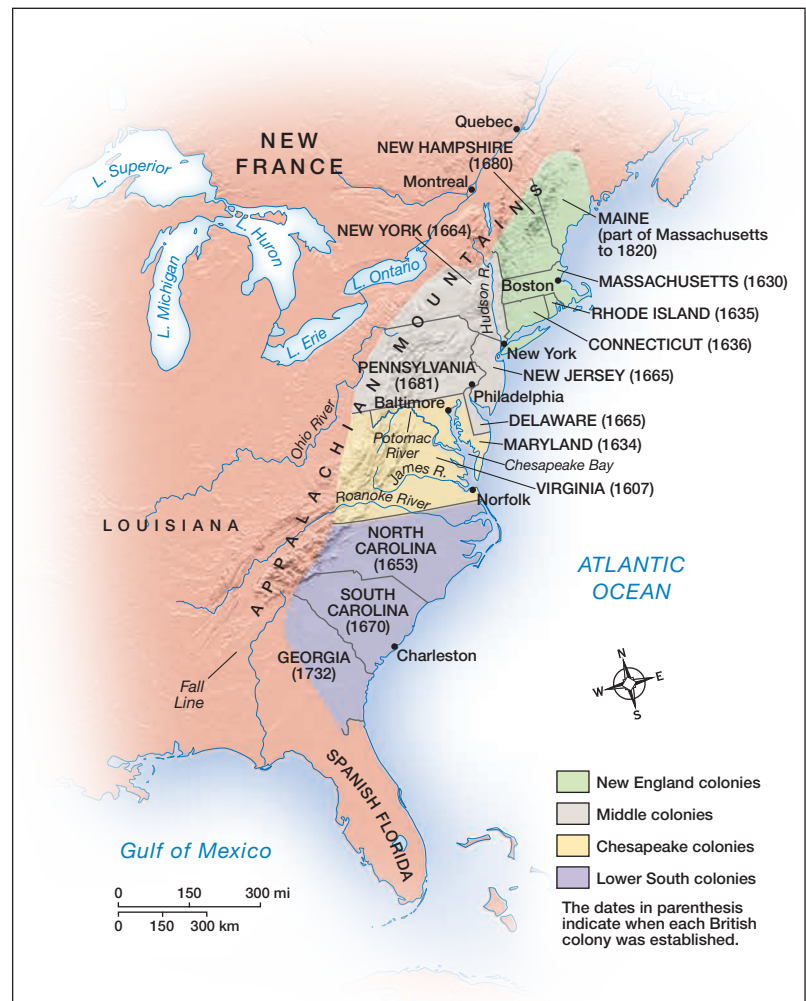 Quebec
NEW
FRANCE
NEW HAMPSHIRE
(1680)
L. Superior
Montreal
MAINE
(part of Massachusetts
to 1820)
L. Huron
NEW YORK (1664)
L. Michigan
L. Ontario
Hudson R.
Boston
MASSACHUSETTS (1630)
RHODE ISLAND (1635)
CONNECTICUT (1636)
L. Erie
New York
PENNSYLVANIA
(1681)
NEW JERSEY (1665)
Philadelphia
Baltimore
DELAWARE (1665)
Ohio River
Potomac
River
MARYLAND (1634)
Chesapeake Bay
James R.
VIRGINIA (1607)
Roanoke River
Norfolk
LOUISIANA
APPALACHIAN MOUNTAINS
NORTH
CAROLINA
(1653)
ATLANTIC
OCEAN
SOUTH
CAROLINA
(1670)
GEORGIA
(1732)
Charleston
Fall
Line
N
W
E
S
SPANISH FLORIDA
Gulf of Mexico
0 150 300 mi
0 150 300 km
New England colonies
Middle colonies
Chesapeake colonies
Lower South colonies
The dates in parenthesis
indicate when each British
colony was established.